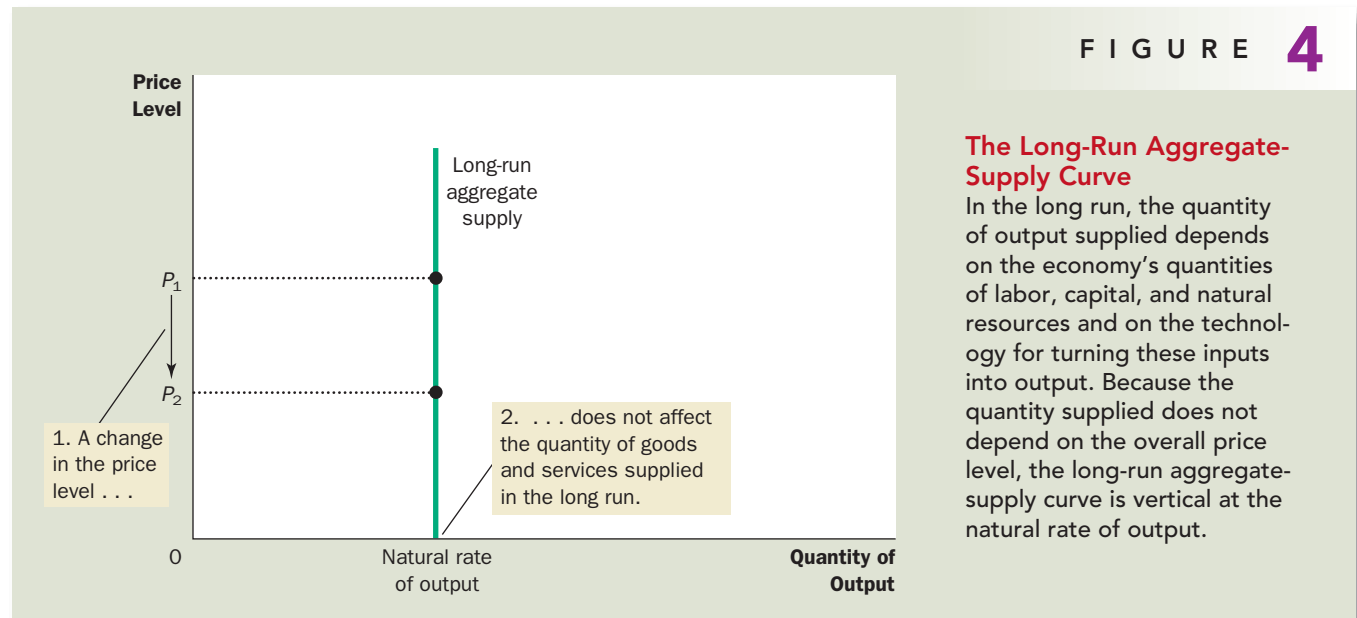 FIGURE 4
Price
Level
Long-run
aggregate
supply
P₁
P₂
1. A change
in the price
level . . .
2. . . . does not affect
the quantity of goods
and services supplied
in the long run.
0
Natural rate
of output
Quantity of
Output
The Long-Run Aggregate-
Supply Curve
In the long run, the quantity
of output supplied depends
on the economy’s quantities
of labor, capital, and natural
resources and on the technol-
ogy for turning these inputs
into output. Because the
quantity supplied does not
depend on the overall price
level, the long-run aggregate-
supply curve is vertical at the
natural rate of output.